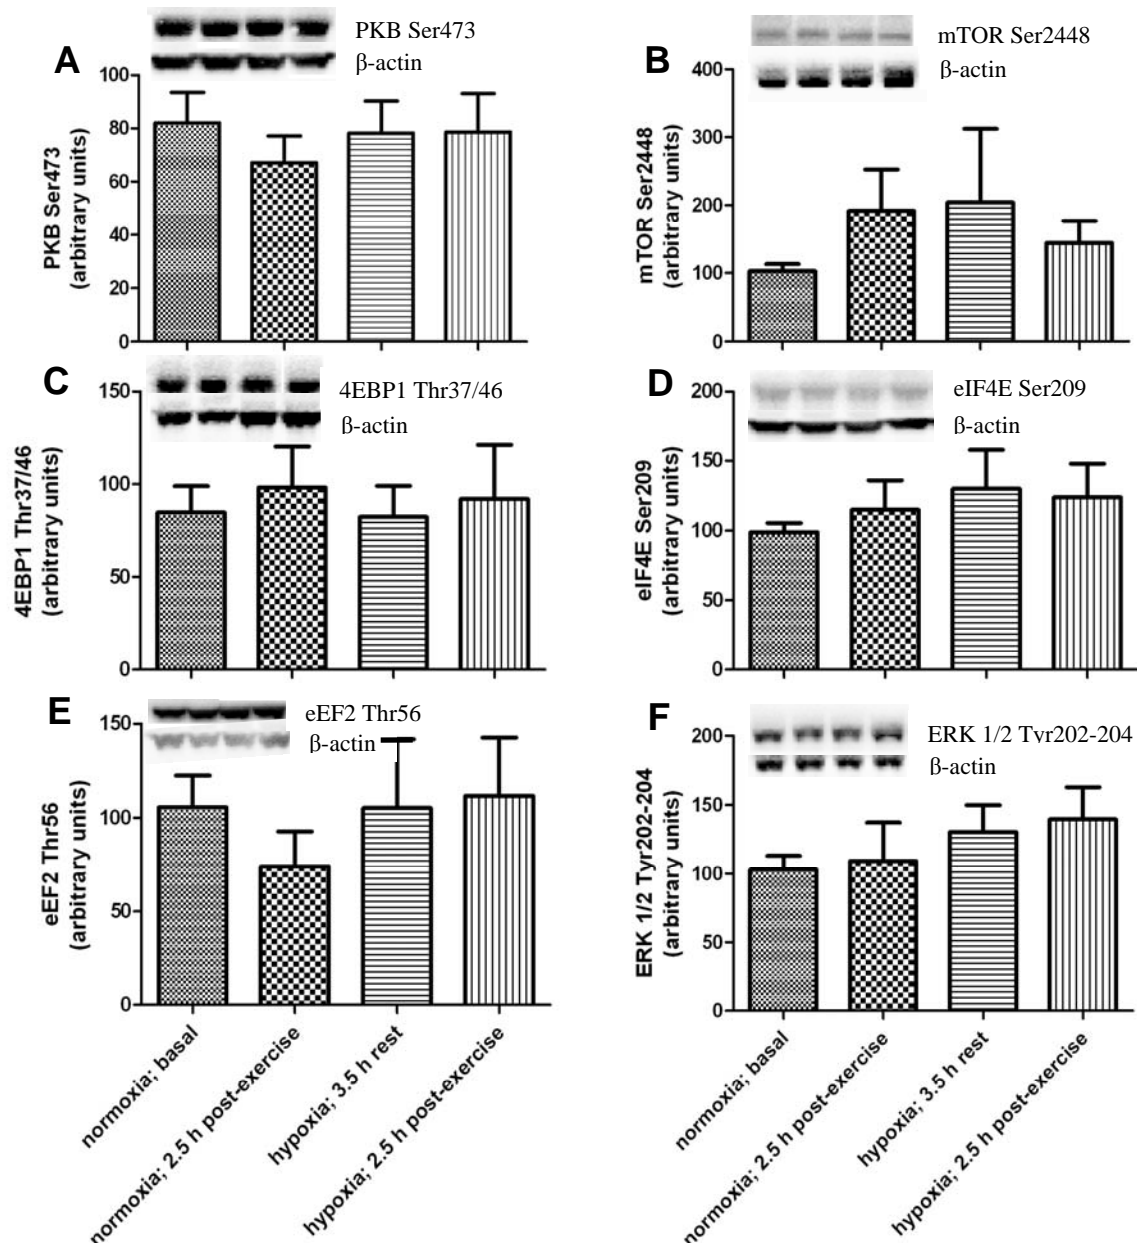 A
PKB Ser473
β-actin
PKB Ser473
(arbitrary units)
100
80
60
40
20
0
B
mTOR Ser2448
β-actin
mTOR Ser2448
(arbitrary units)
400
300
200
100
0
C
4EBP1 Thr37/46
β-actin
4EBP1 Thr37/46
(arbitrary units)
150
100
50
0
D
eIF4E Ser209
β-actin
eIF4E Ser209
(arbitrary units)
200
150
100
50
0
E
eEF2 Thr56
β-actin
eEF2 Thr56
(arbitrary units)
150
100
50
0
normoxia; basal
normoxia; 2.5 h post-exercise
hypoxia; 3.5 h rest
hypoxia; 2.5 h post-exercise
F
ERK 1/2 Tyr202-204
β-actin
ERK 1/2 Tyr202-204
(arbitrary units)
200
150
100
50
0
normoxia; basal
normoxia; 2.5 h post-exercise
hypoxia; 3.5 h rest
hypoxia; 2.5 h post-exercise